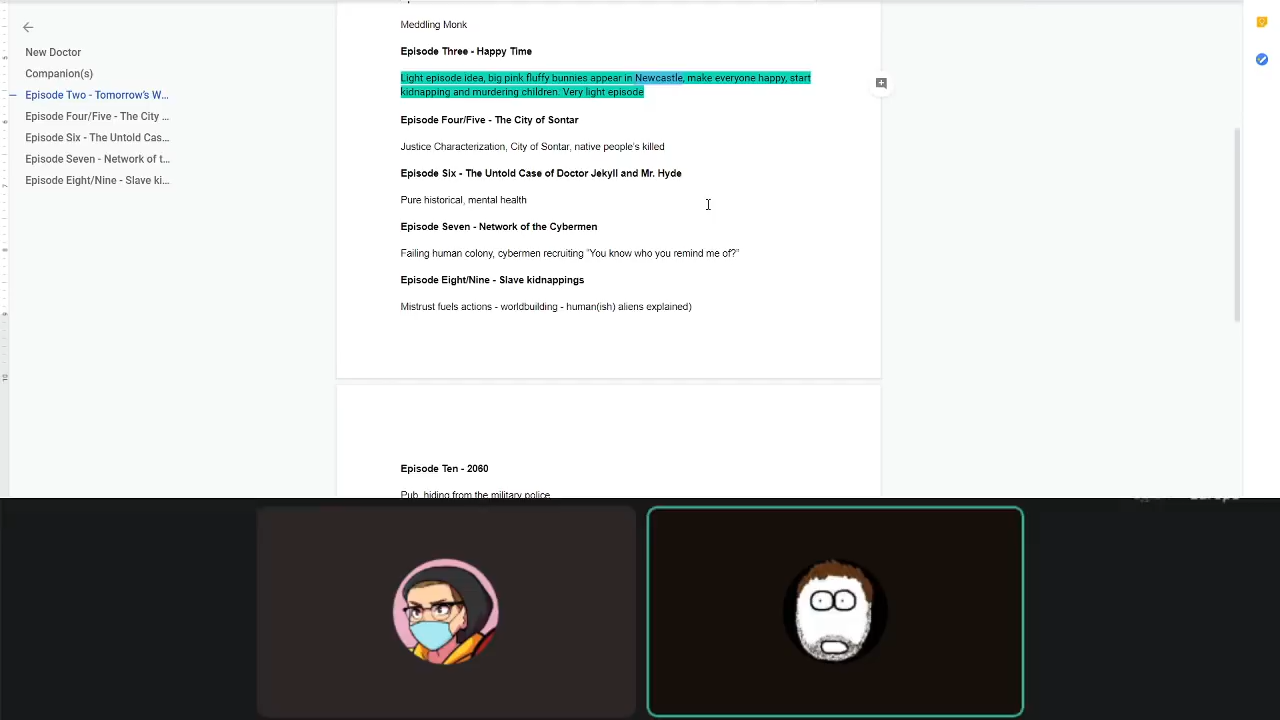 New Doctor
Companion(s)
Episode Two - Tomorrow's W...
Episode Four/Five - The City ...
Episode Six - The Untold Cas...
Episode Seven - Network of t...
Episode Eight/Nine - Slave ki...
Meddling Monk
Episode Three - Happy Time
Light episode idea, big pink fluffy bunnies appear in Newcastle, make everyone happy, start
kidnapping and murdering children. Very light episode
Episode Four/Five - The City of Sontar
Justice Characterization, City of Sontar, native people's killed
Episode Six - The Untold Case of Doctor Jekyll and Mr. Hyde
Pure historical, mental health
Episode Seven - Network of the Cybermen
Failing human colony, cybermen recruiting "You know who you remind me of?"
Episode Eight/Nine - Slave kidnappings
Mistrust fuels actions - worldbuilding - human(ish) aliens explained)
Episode Ten - 2060
Pub, hiding from the military police